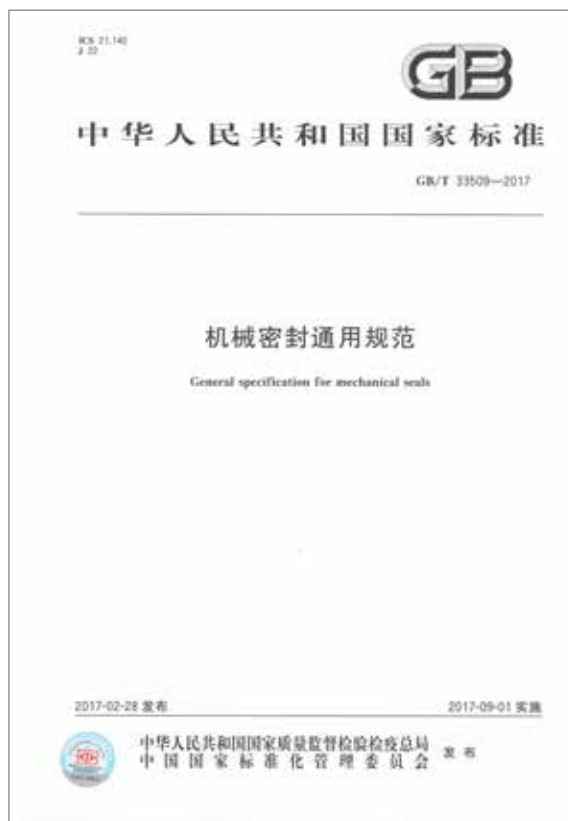 ICS 21.140
J 22
GB
中华人民共和国国家标准
GB/T 33509—2017
机械密封通用规范
General specification for mechanical seals
2017-02-28 发布
2017-09-01 实施
中华人民共和国国家质量监督检验检疫总局
中国国家标准化管理委员会
发布